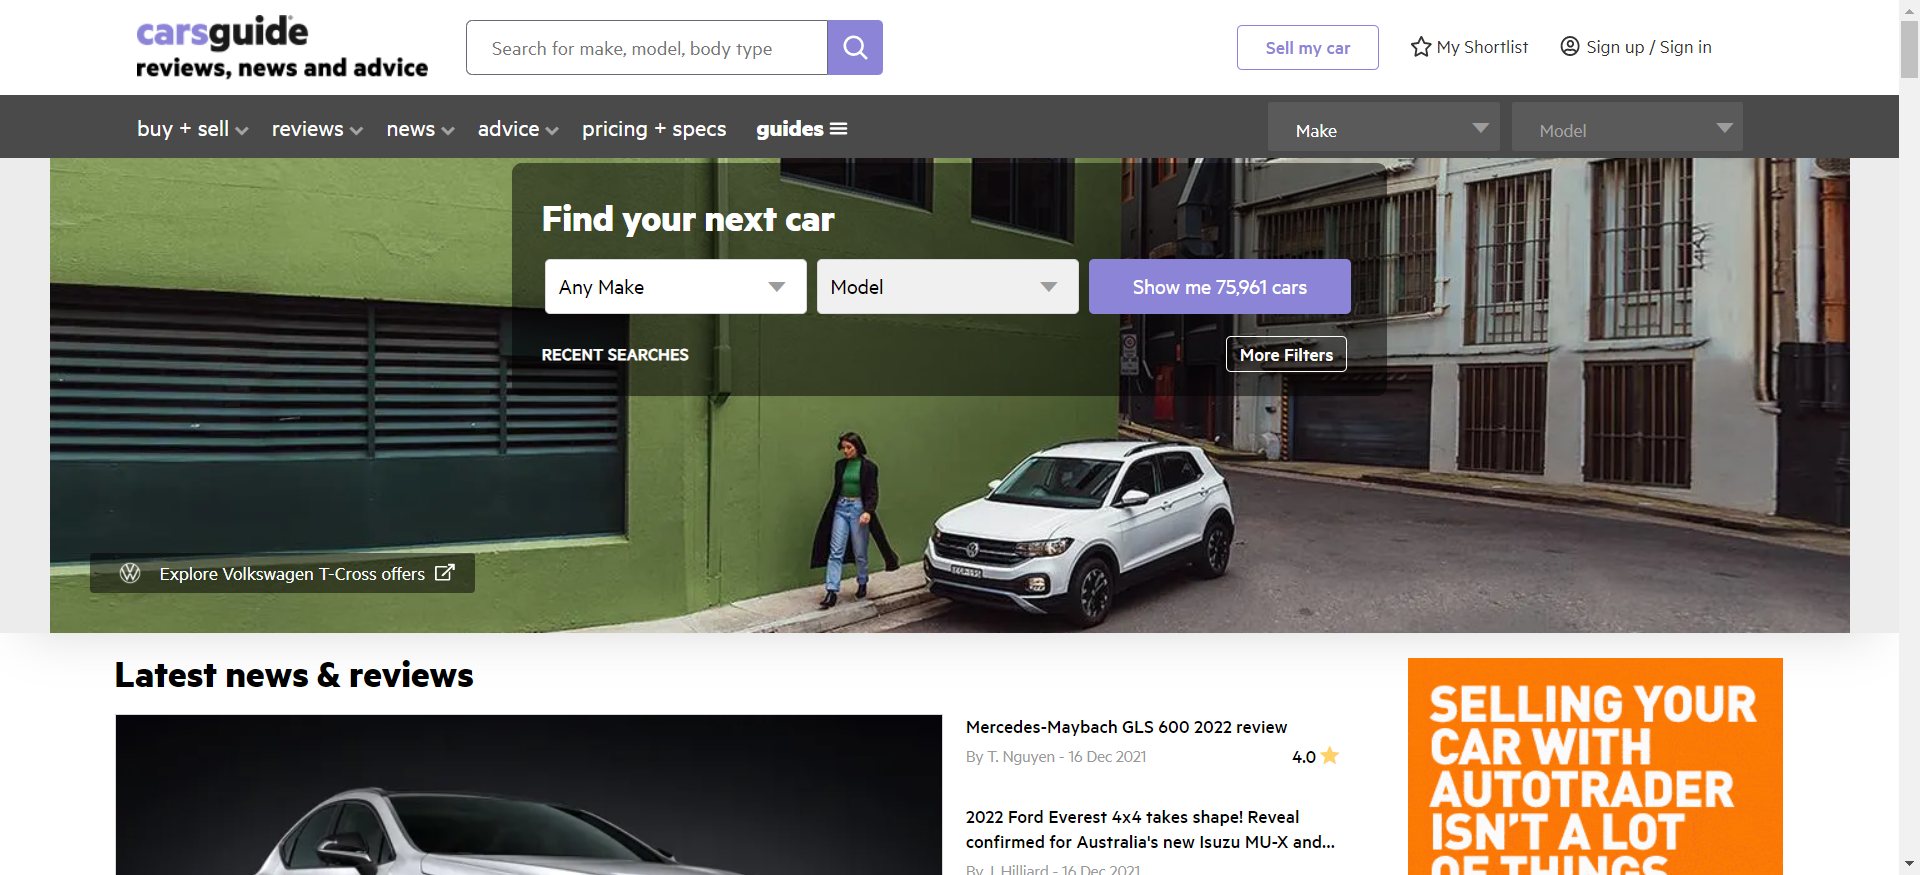 carsguide
reviews, news and advice
Search for make, model, body type
Sell my car
My Shortlist
Sign up / Sign in
buy + sell
reviews
news
advice
pricing + specs
guides
Make
Model
Find your next car
Any Make
Model
Show me 75,961 cars
RECENT SEARCHES
More Filters
Explore Volkswagen T-Cross offers
Latest news & reviews
Mercedes-Maybach GLS 600 2022 review
By T. Nguyen - 16 Dec 2021
4.0
2022 Ford Everest 4x4 takes shape! Reveal
confirmed for Australia's new Isuzu MU-X and...
By J. Hilliard - 16 Dec 2021
SELLING YOUR
CAR WITH
AUTOTRADER
ISN'T A LOT
OF THINGS